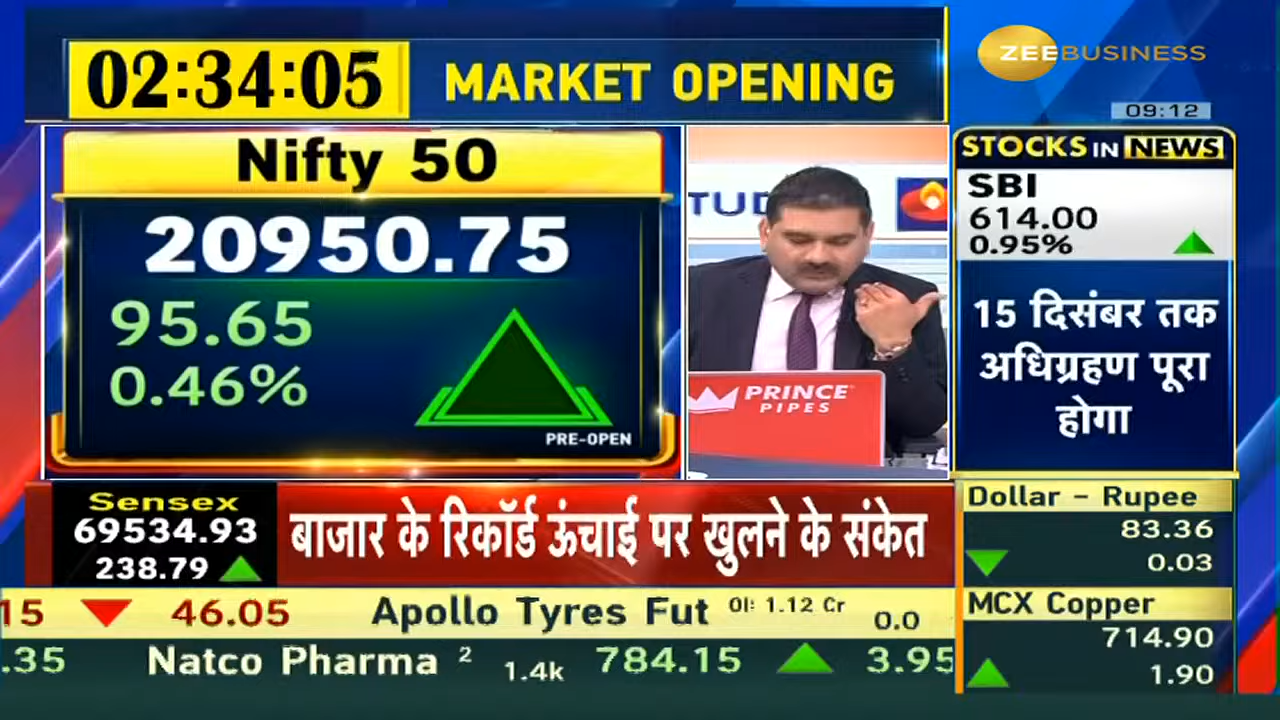 02:34:05
MARKET OPENING
ZEEBUSINESS
09:12
Nifty 50
20950.75
95.65
0.46%
PRE-OPEN
TUD
PRINCE
PIPES
STOCKS IN NEWS
SBI
614.00
0.95%
15 दिसंबर तक
अधिग्रहण पूरा
होगा
Sensex
69534.93
238.79
बाजार के रिकॉर्ड ऊंचाई पर खुलने के संकेत
Dollar - Rupee
83.36
0.03
MCX Copper
714.90
1.90
15 46.05 Apollo Tyres Fut OI: 1.12 Cr 0.0
.35 Natco Pharma 2 1.4k 784.15 3.95